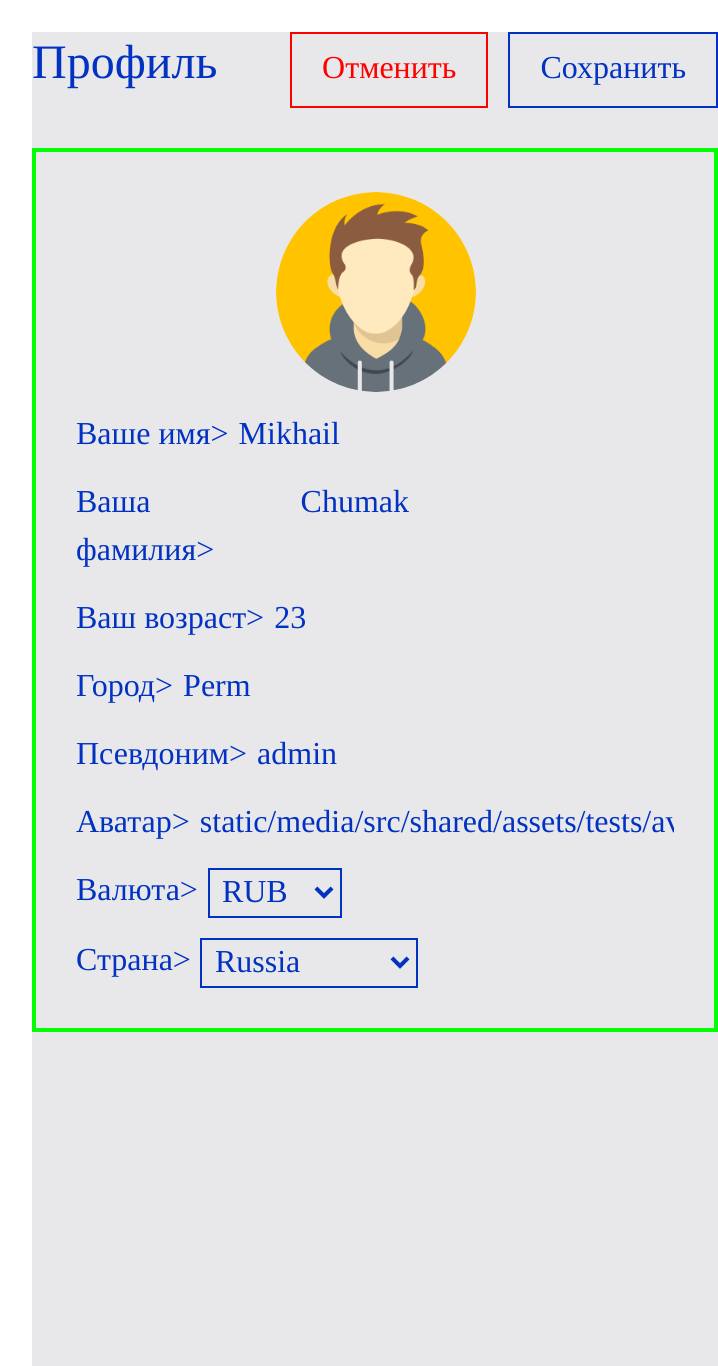 Профиль Отменить Сохранить
Ваше имя> Mikhail
Ваша Chumak
фамилия>
Ваш возраст> 23
Город> Perm
Псевдоним> admin
Аватар> static/media/src/shared/assets/tests/av
Валюта> RUB
Страна> Russia